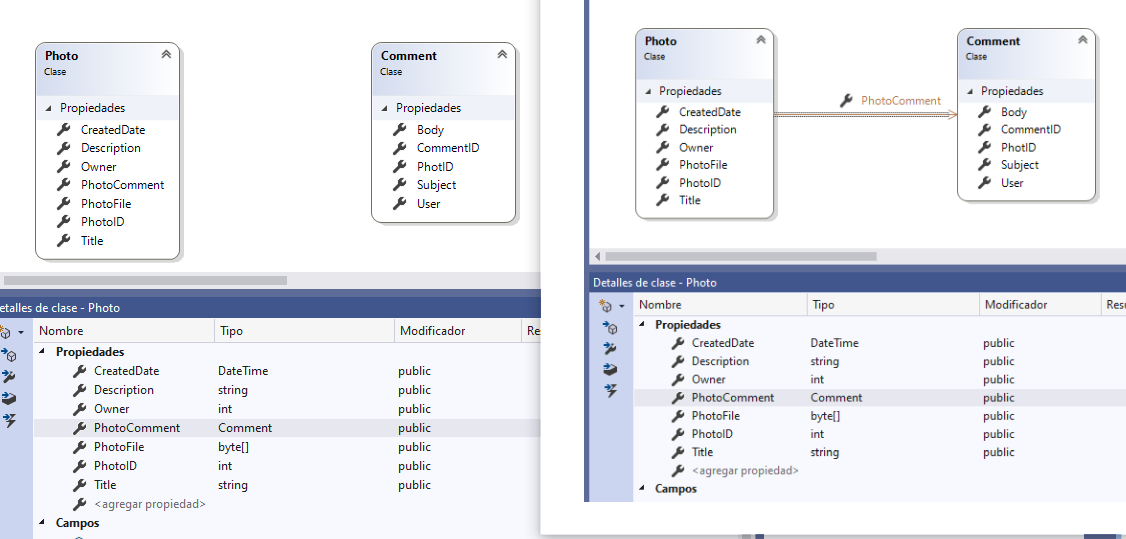 Photo
Clase
Propiedades
CreatedDate
Description
Owner
PhotoComment
PhotoFile
PhotoID
Title
Comment
Clase
Propiedades
Body
CommentID
PhotID
Subject
User
etalles de clase - Photo
Nombre Tipo Modificador Re
Propiedades
CreatedDate DateTime public
Description string public
Owner int public
PhotoComment Comment public
PhotoFile byte[] public
PhotoID int public
Title string public
<agregar propiedad>
Campos
Photo
Clase
Propiedades
CreatedDate
Description
Owner
PhotoFile
PhotoID
Title
PhotoComment
Comment
Clase
Propiedades
Body
CommentID
PhotID
Subject
User
Detalles de clase - Photo
Nombre Tipo Modificador Resu
Propiedades
CreatedDate DateTime public
Description string public
Owner int public
PhotoComment Comment public
PhotoFile byte[] public
PhotoID int public
Title string public
<agregar propiedad>
Campos